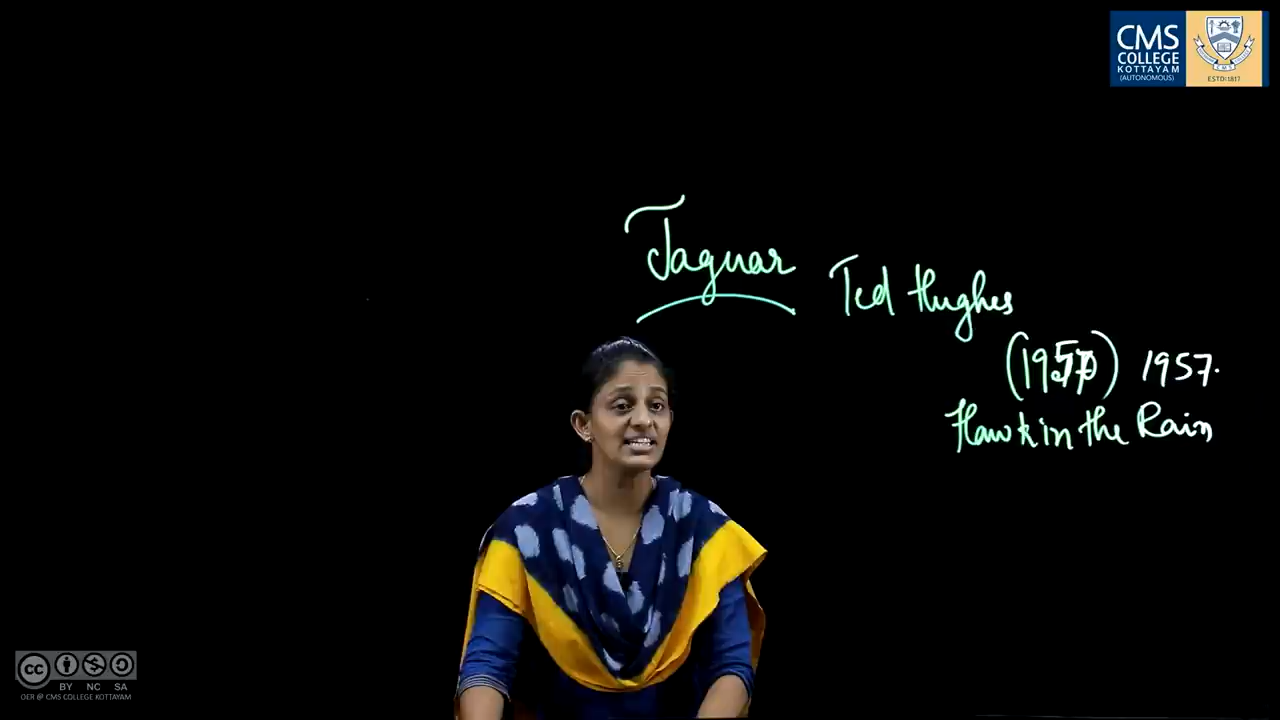 CMS
COLLEGE
KOTTAYAM
(AUTONOMOUS)
ESTD:1817
Jaguar
Ted Hughes
(1957) 1957.
Hawk in the Rain
CC BY NC SA
OER @ CMS COLLEGE KOTTAYAM